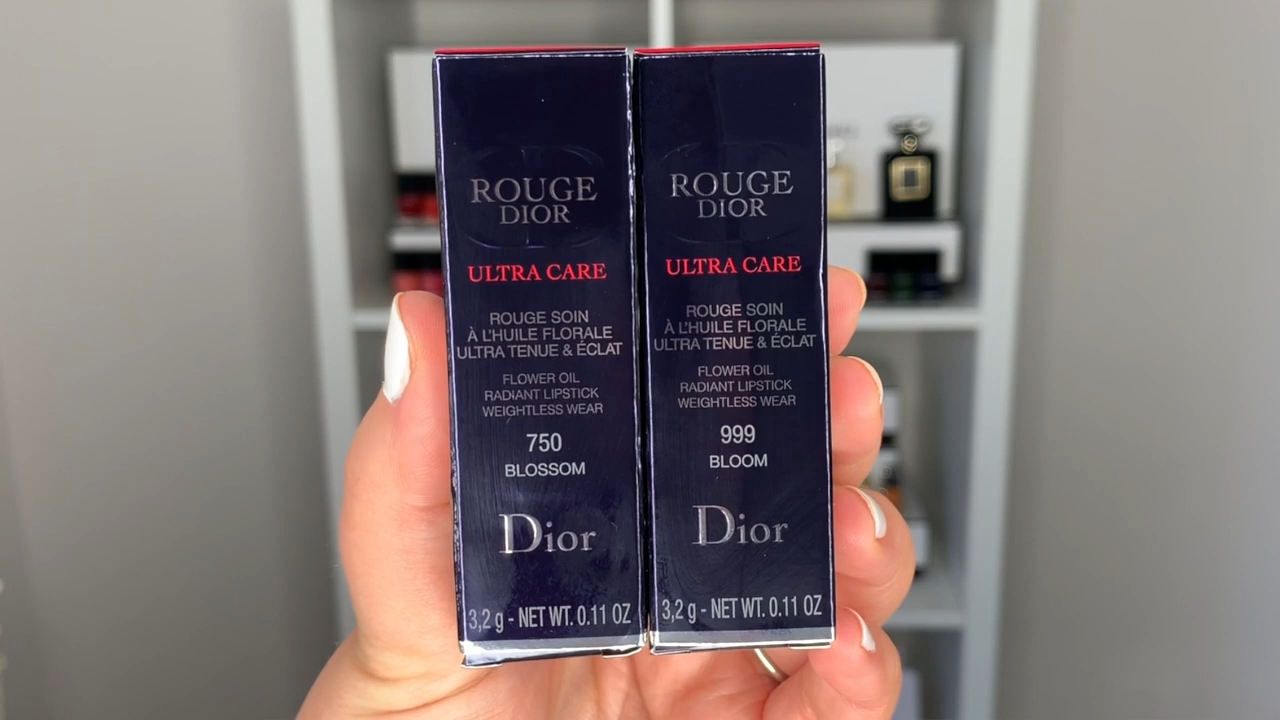 ROUGE
DIOR
ULTRA CARE
ROUGE SOIN
À L'HUILE FLORALE
ULTRA TENUE & ÉCLAT
FLOWER OIL
RADIANT LIPSTICK
WEIGHTLESS WEAR
750
BLOSSOM
Dior
3,2 g - NET WT. 0.11 OZ
ROUGE
DIOR
ULTRA CARE
ROUGE SOIN
À L'HUILE FLORALE
ULTRA TENUE & ÉCLAT
FLOWER OIL
RADIANT LIPSTICK
WEIGHTLESS WEAR
999
BLOOM
Dior
3,2 g - NET WT. 0.11 OZ